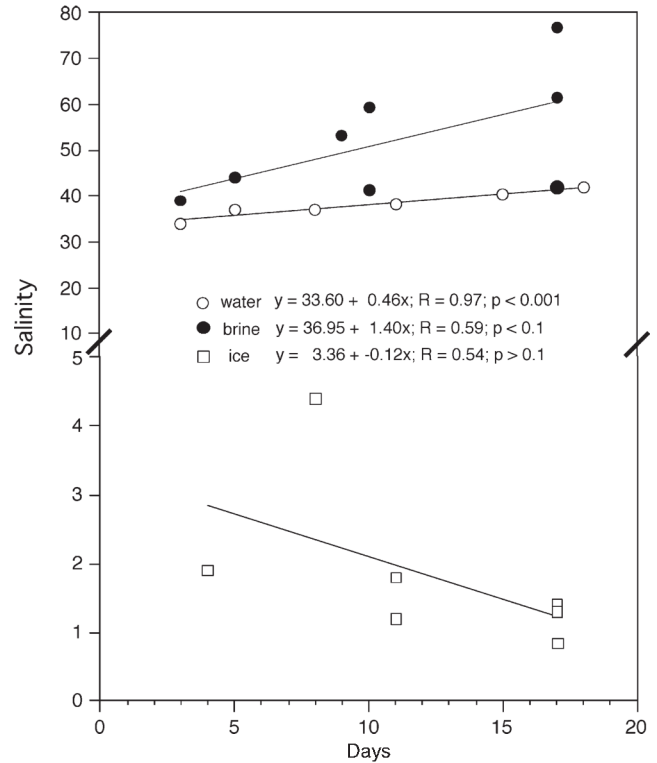 80
70
60
50
40
30
20
10
5
4
3
2
1
0
Salinity
water y = 33.60 + 0.46x; R = 0.97; p < 0.001
brine y = 36.95 + 1.40x; R = 0.59; p < 0.1
ice y = 3.36 + -0.12x; R = 0.54; p > 0.1
0 5 10 15 20
Days